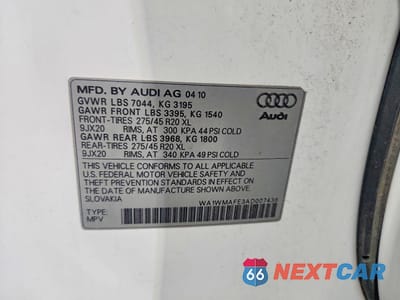 MFD. BY AUDI AG 04 10
GVWR LBS 7044, KG 3195
GAWR FRONT LBS 3395, KG 1540
FRONT-TIRES 275/45 R20 XL
9JX20 RIMS, AT 300 KPA 44 PSI COLD
GAWR REAR LBS 3968, KG 1800
REAR-TIRES 275/45 R20 XL
9JX20 RIMS, AT 340 KPA 49 PSI COLD
THIS VEHICLE CONFORMS TO ALL APPLICABLE
U.S. FEDERAL MOTOR VEHICLE SAFETY
STANDARDS IN EFFECT ON THE
DATE OF MANUFACTURE SHOWN ABOVE.
SLOVAKIA
TYPE:
MPV
WA1WMAFE3AD007436
Audi
66 NEXTCAR